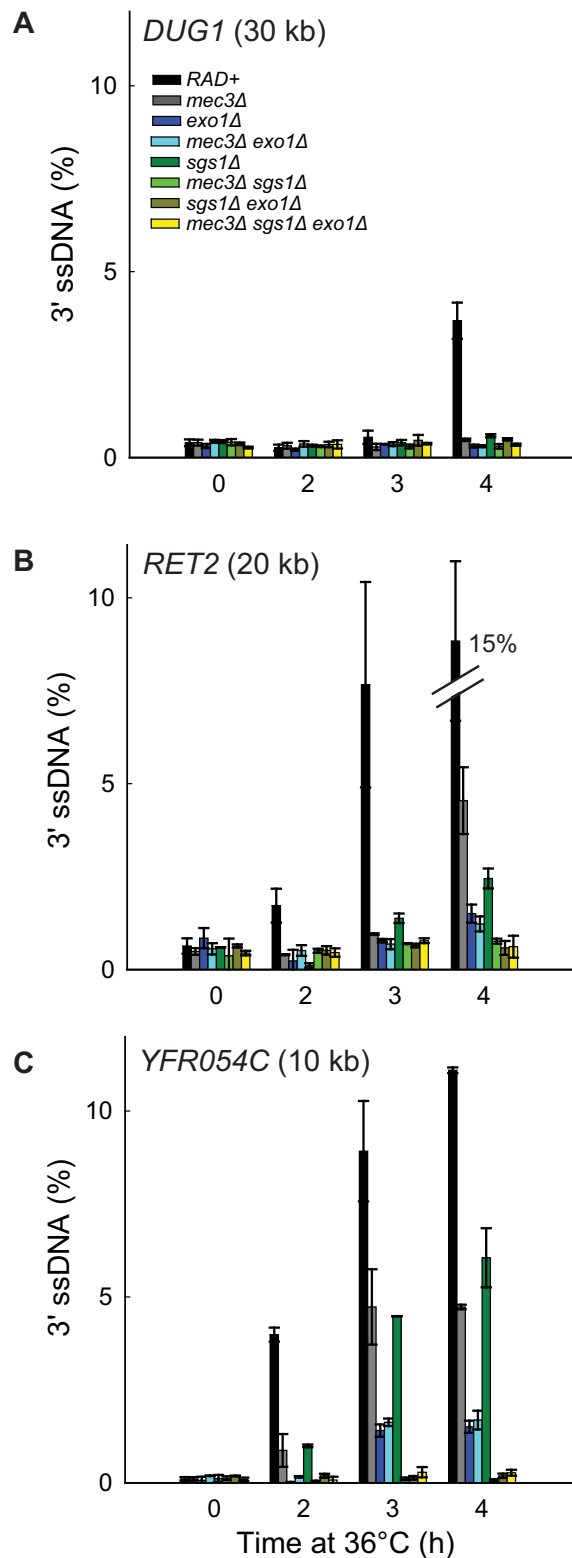 A
DUG1 (30 kb)
10
5
0
3' ssDNA (%)
RAD+
mec3Δ
exo1Δ
mec3Δ exo1Δ
sgs1Δ
mec3Δ sgs1Δ
sgs1Δ exo1Δ
mec3Δ sgs1Δ exo1Δ
0 2 3 4
B
RET2 (20 kb)
10
5
0
3' ssDNA (%)
15%
0 2 3 4
C
YFR054C (10 kb)
10
5
0
3' ssDNA (%)
0 2 3 4
Time at 36°C (h)